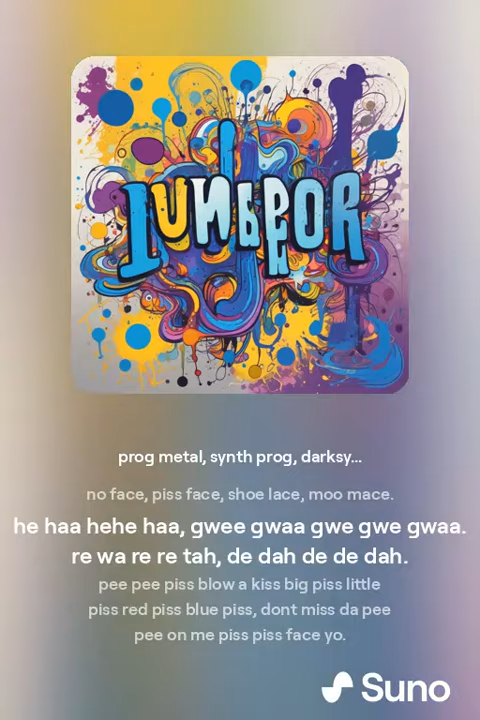 prog metal, synth prog, darksy...
no face, piss face, shoe lace, moo mace.
he haa hehe haa, gwee gwaa gwe gwe gwaa.
re wa re re tah, de dah de de dah.
pee pee piss blow a kiss big piss little
piss red piss blue piss, dont miss da pee
pee on me piss piss face yo.
Suno